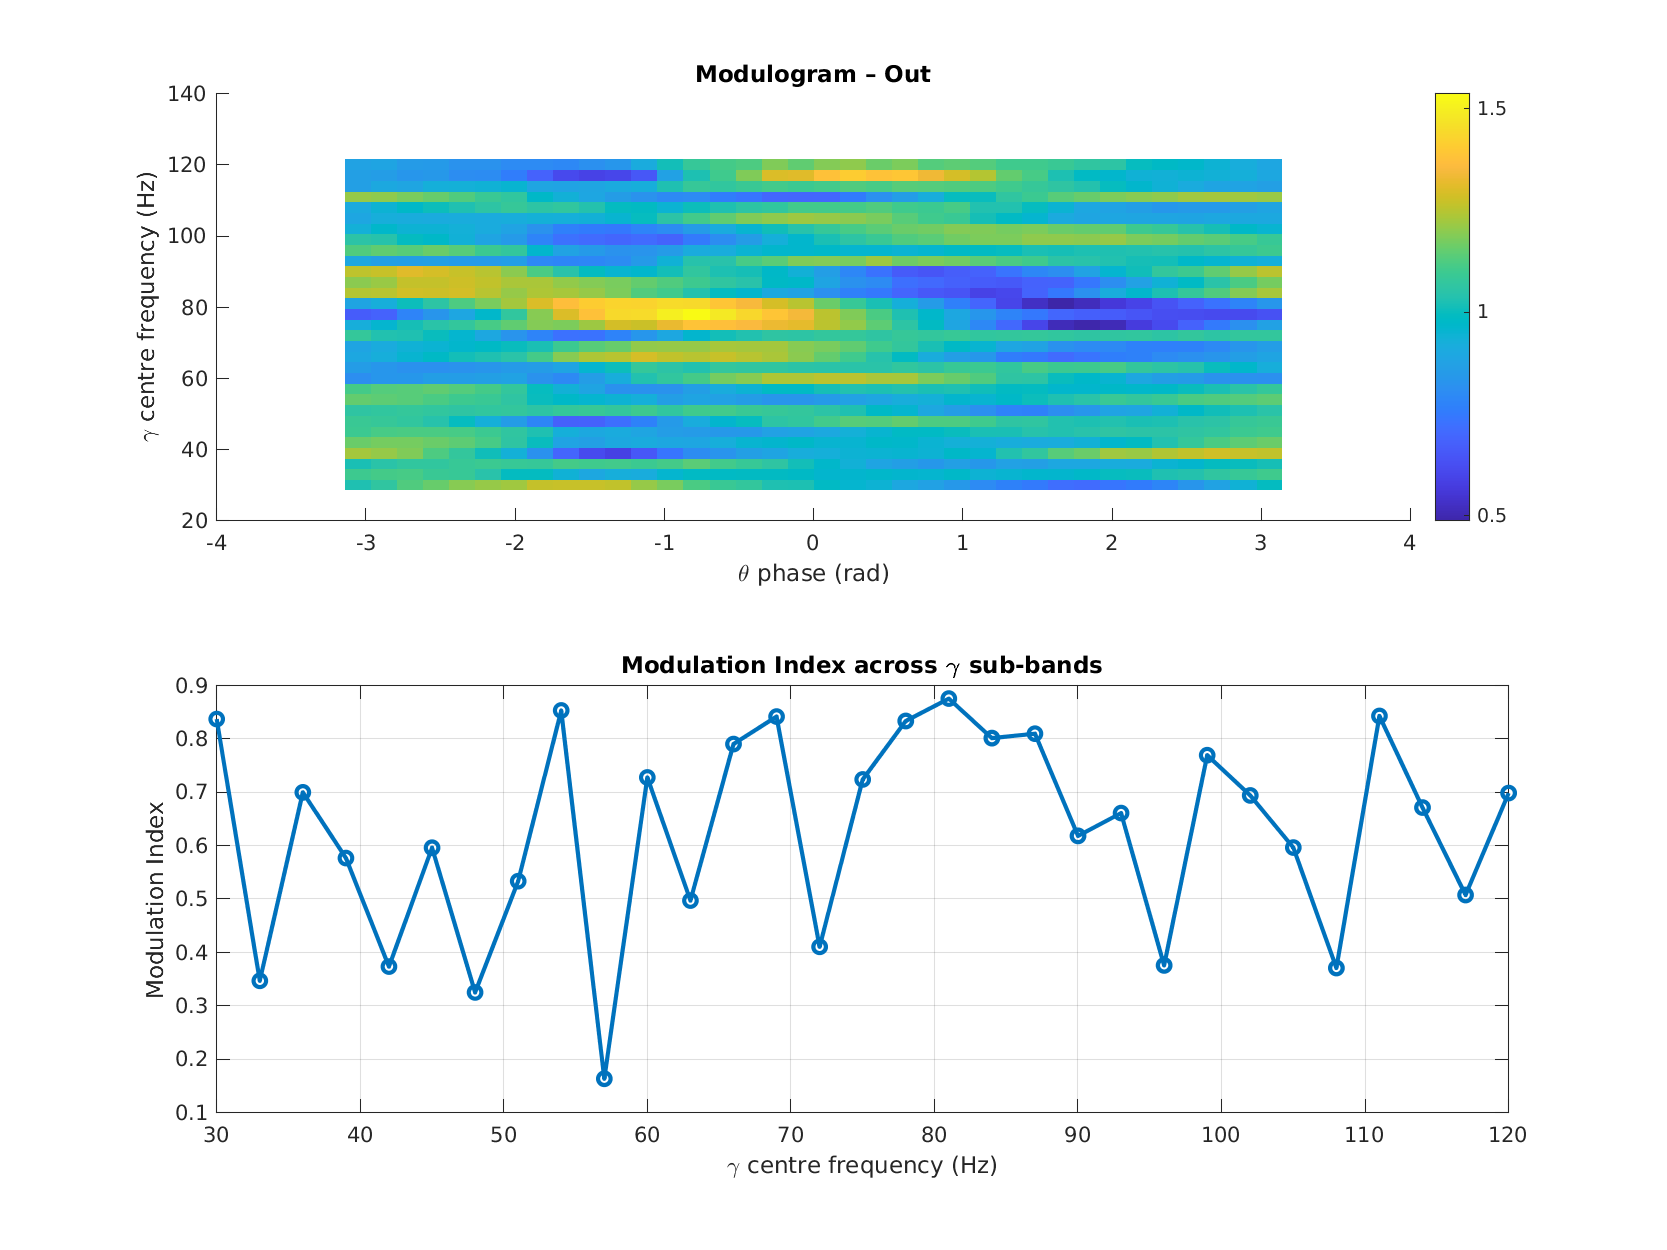 Modulogram – Out
140
120
100
80
60
40
20
γ centre frequency (Hz)
-4 -3 -2 -1 0 1 2 3 4
θ phase (rad)
1.5
1
0.5
Modulation Index across γ sub-bands
0.9
0.8
0.7
0.6
0.5
0.4
0.3
0.2
0.1
Modulation Index
30 40 50 60 70 80 90 100 110 120
γ centre frequency (Hz)